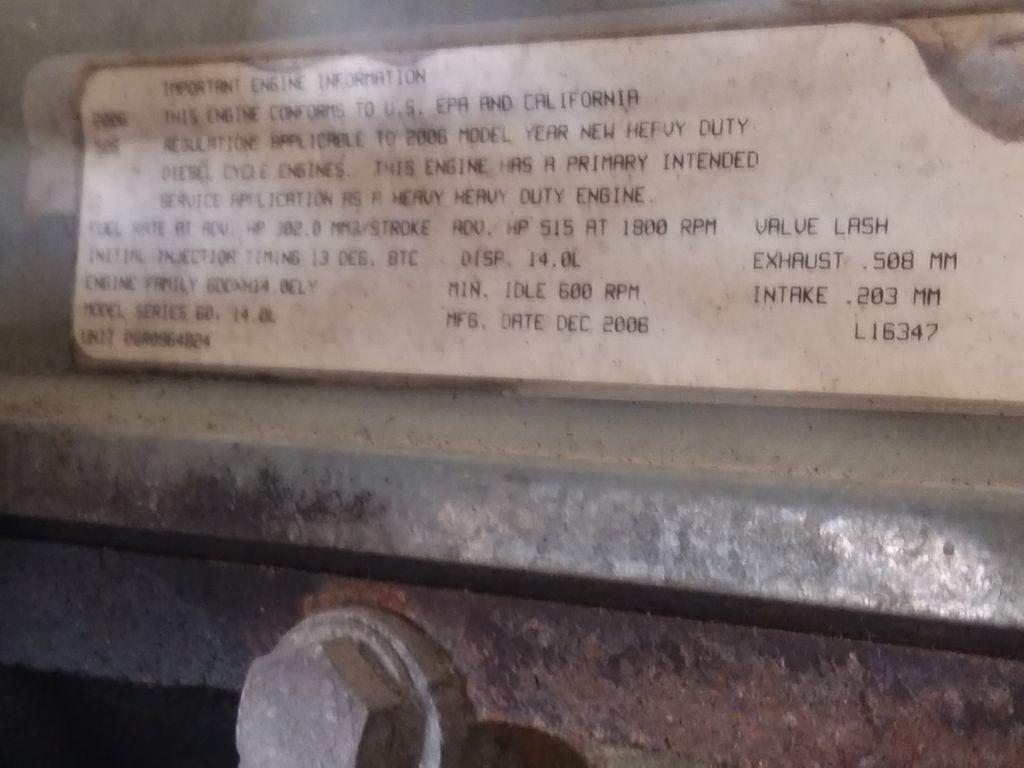 IMPORTANT ENGINE INFORMATION
2006 THIS ENGINE CONFORMS TO U.S. EPA AND CALIFORNIA
REGULATIONS APPLICABLE TO 2006 MODEL YEAR NEW HEAVY DUTY
DIESEL CYCLE ENGINES. THIS ENGINE HAS A PRIMARY INTENDED
SERVICE APPLICATION AS A HEAVY HEAVY DUTY ENGINE.
FUEL RATE AT ADV. HP 302.0 MM3/STROKE ADV. HP 515 AT 1800 RPM VALVE LASH
INITIAL INJECTION TIMING 13 DEG. BTC DISP. 14.0L EXHAUST .508 MM
ENGINE FAMILY 6DDXH14.0ELY MIN. IDLE 600 RPM INTAKE .203 MM
MODEL SERIES 60, 14.0L MFG. DATE DEC 2006 L16347
UNIT